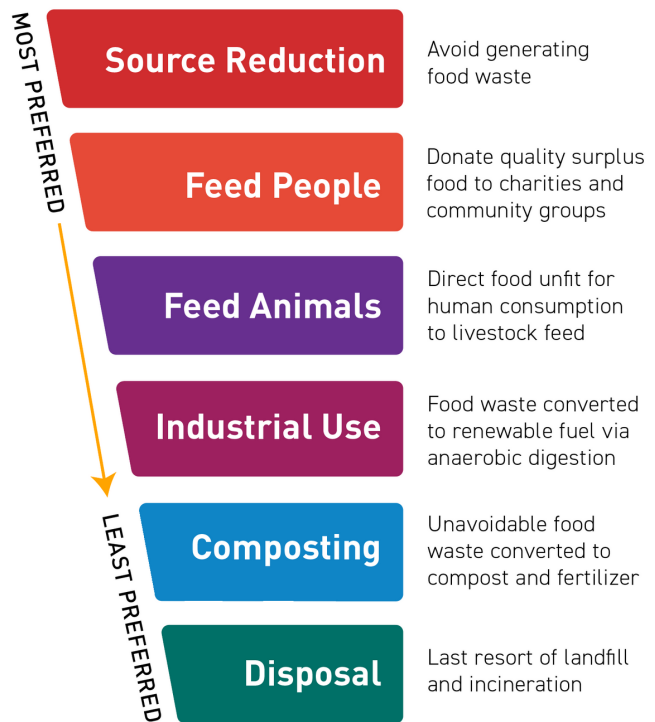 MOST PREFERRED
Source Reduction
Avoid generating
food waste
Feed People
Donate quality surplus
food to charities and
community groups
Feed Animals
Direct food unfit for
human consumption
to livestock feed
Industrial Use
Food waste converted
to renewable fuel via
anaerobic digestion
LEAST PREFERRED
Composting
Unavoidable food
waste converted to
compost and fertilizer
Disposal
Last resort of landfill
and incineration